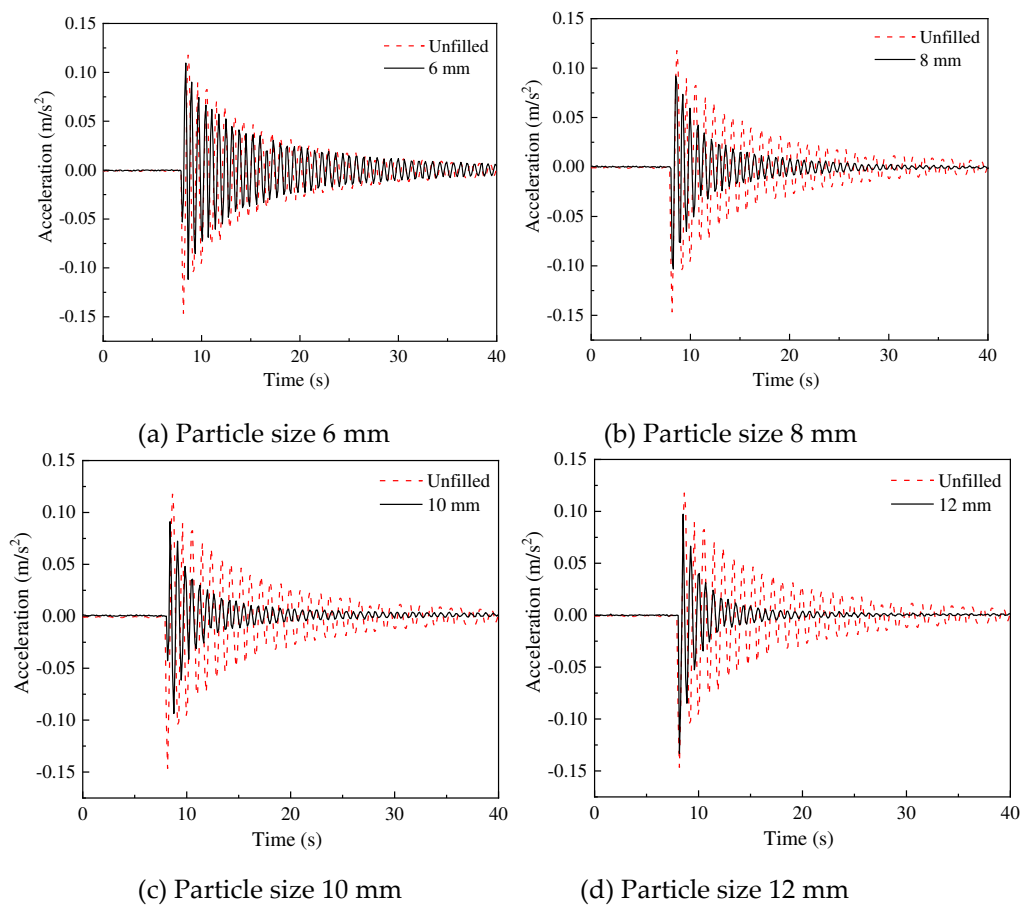 0.15
0.10
0.05
0.00
-0.05
-0.10
-0.15
Acceleration (m/s²)
Unfilled
6 mm
0 10 20 30 40
Time (s)
(a) Particle size 6 mm
0.15
0.10
0.05
0.00
-0.05
-0.10
-0.15
Acceleration (m/s²)
Unfilled
8 mm
0 10 20 30 40
Time (s)
(b) Particle size 8 mm
0.15
0.10
0.05
0.00
-0.05
-0.10
-0.15
Acceleration (m/s²)
Unfilled
10 mm
0 10 20 30 40
Time (s)
(c) Particle size 10 mm
0.15
0.10
0.05
0.00
-0.05
-0.10
-0.15
Acceleration (m/s²)
Unfilled
12 mm
0 10 20 30 40
Time (s)
(d) Particle size 12 mm